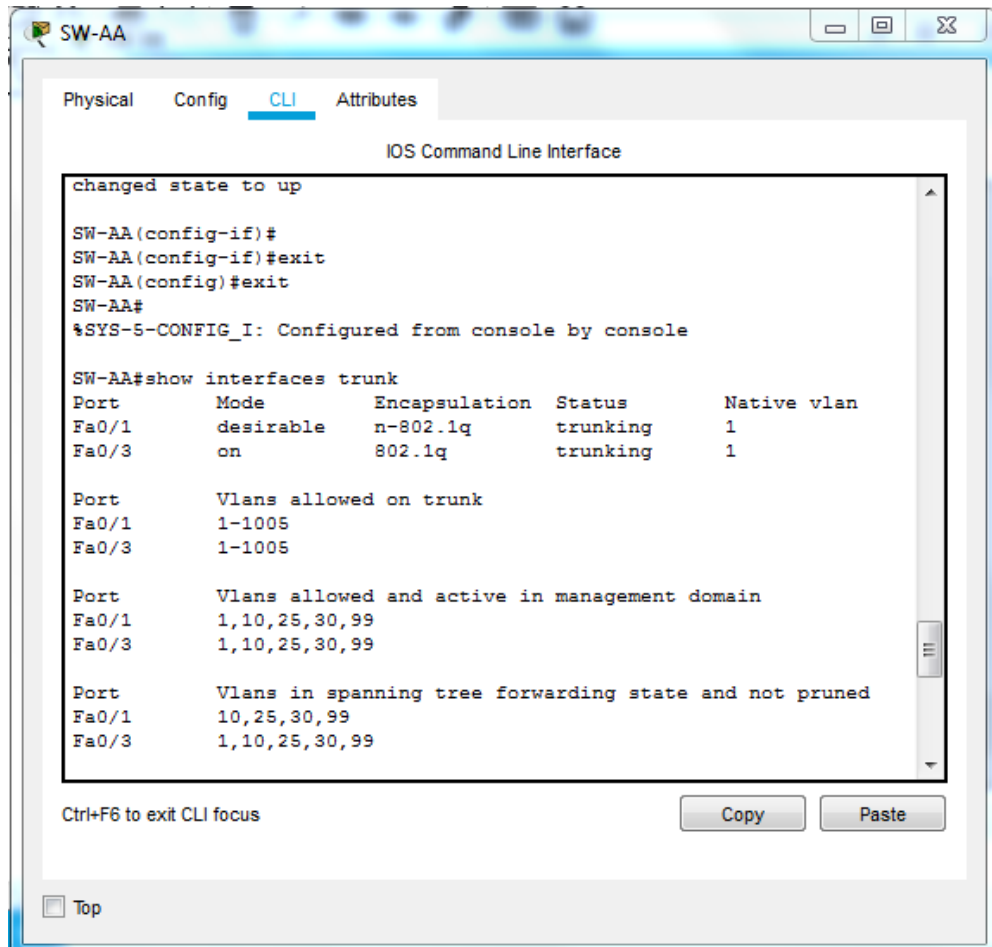 SW-AA
Physical Config CLI Attributes
IOS Command Line Interface
changed state to up
SW-AA(config-if)#
SW-AA(config-if)#exit
SW-AA(config)#exit
SW-AA#
%SYS-5-CONFIG_I: Configured from console by console
SW-AA#show interfaces trunk
Port Mode Encapsulation Status Native vlan
Fa0/1 desirable n-802.1q trunking 1
Fa0/3 on 802.1q trunking 1
Port Vlans allowed on trunk
Fa0/1 1-1005
Fa0/3 1-1005
Port Vlans allowed and active in management domain
Fa0/1 1,10,25,30,99
Fa0/3 1,10,25,30,99
Port Vlans in spanning tree forwarding state and not pruned
Fa0/1 10,25,30,99
Fa0/3 1,10,25,30,99
Ctrl+F6 to exit CLI focus Copy Paste
Top